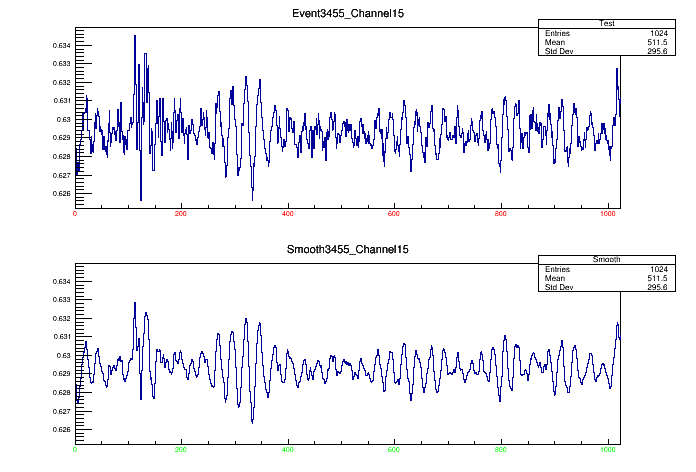 Event3455_Channel15
Test
Entries 1024
Mean 511.5
Std Dev 295.6
0.634
0.633
0.632
0.631
0.63
0.629
0.628
0.627
0.626
0 200 400 600 800 1000
Smooth3455_Channel15
Smooth
Entries 1024
Mean 511.5
Std Dev 295.6
0.634
0.633
0.632
0.631
0.63
0.629
0.628
0.627
0.626
0 200 400 600 800 1000